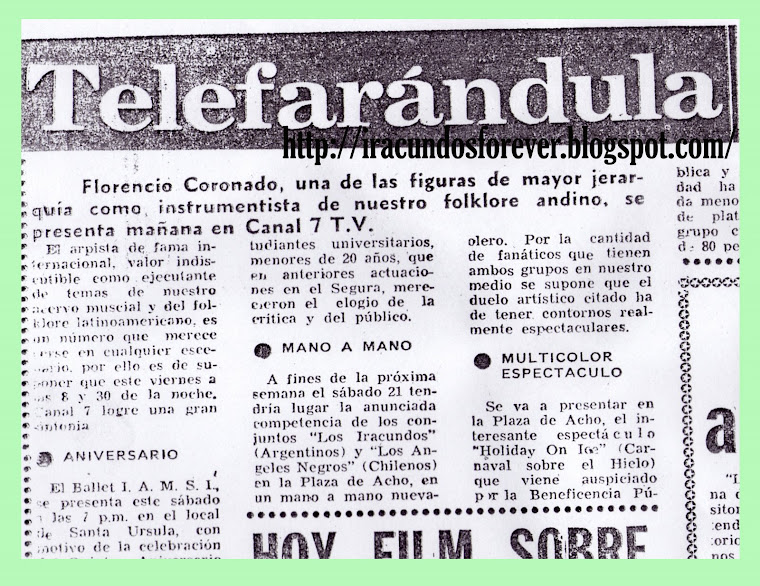 Telefarándula
http://iracundosforever.blogspot.com/
Florencio Coronado, una de las figuras de mayor jerar-
quía como instrumentista de nuestro folklore andino, se
presenta mañana en Canal 7 T.V.
El arpista de fama in-
ternacional, valor indis-
cutible como ejecutante
de temas de nuestro
acervo muscial y del fol-
klore latinoamericano, es
un número que merece
verse en cualquier esce-
nario, por ello es de su-
poner que este viernes a
las 8 y 30 de la noche.
Canal 7 logre una gran
sintonía
ANIVERSARIO
El Ballet I. A. M. S. I.,
se presenta este sábado
a las 7 p.m. en el local
de Santa Ursula, con
motivo de la celebración
tudiantes universitarios,
menores de 20 años, que
en anteriores actuacio-
nes en el Segura, mere-
cieron el elogio de la
crítica y del público.
MANO A MANO
A fines de la próxima
semana el sábado 21 ten-
dría lugar la anunciada
competencia de los con-
juntos "Los Iracundos"
(Argentinos) y "Los An-
geles Negros" (Chilenos)
en la Plaza de Acho, en
un mano a mano nueva-
olero. Por la cantidad
de fanáticos que tienen
ambos grupos en nuestro
medio se supone que el
duelo artístico citado ha
de tener contornos real-
mente espectaculares.
MULTICOLOR
ESPECTACULO
Se va a presentar en
la Plaza de Acho, el in-
teresante espectáculo
"Holiday On Ice" (Car-
naval sobre el Hielo)
que viene auspiciado
por la Beneficencia Pú-
blica y
dad ha
da meno
de plat
grupo c
de 80 pe
HOY FILM SOBRE
a
"L
na c
sitor
tend
toric
nos